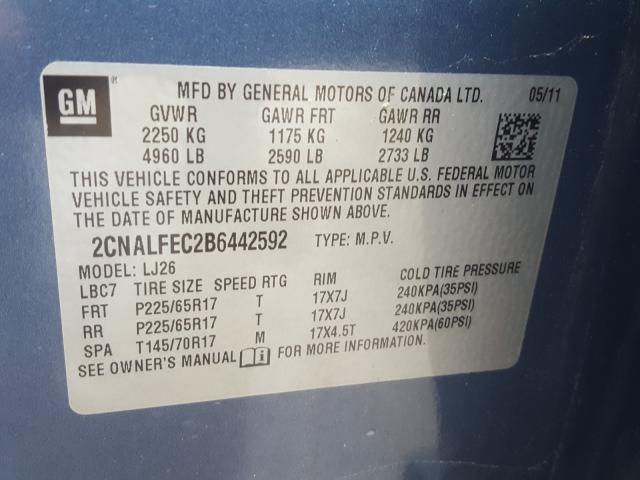 GM
®
MFD BY GENERAL MOTORS OF CANADA LTD. 05/11
GVWR GAWR FRT GAWR RR
2250 KG 1175 KG 1240 KG
4960 LB 2590 LB 2733 LB
THIS VEHICLE CONFORMS TO ALL APPLICABLE U.S. FEDERAL MOTOR
VEHICLE SAFETY AND THEFT PREVENTION STANDARDS IN EFFECT ON
THE DATE OF MANUFACTURE SHOWN ABOVE.
2CNALFEC2B6442592 TYPE: M.P.V.
MODEL: LJ26
LBC7 TIRE SIZE SPEED RTG RIM COLD TIRE PRESSURE
FRT P225/65R17 T 17X7J 240KPA(35PSI)
RR P225/65R17 T 17X7J 240KPA(35PSI)
SPA T145/70R17 M 17X4.5T 420KPA(60PSI)
SEE OWNER'S MANUAL i FOR MORE INFORMATION.